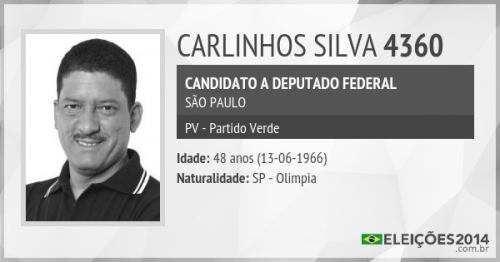 CARLINHOS SILVA 4360
CANDIDATO A DEPUTADO FEDERAL
SÃO PAULO
PV - Partido Verde
Idade: 48 anos (13-06-1966)
Naturalidade: SP - Olimpia
ELEIÇÕES2014
.com.br